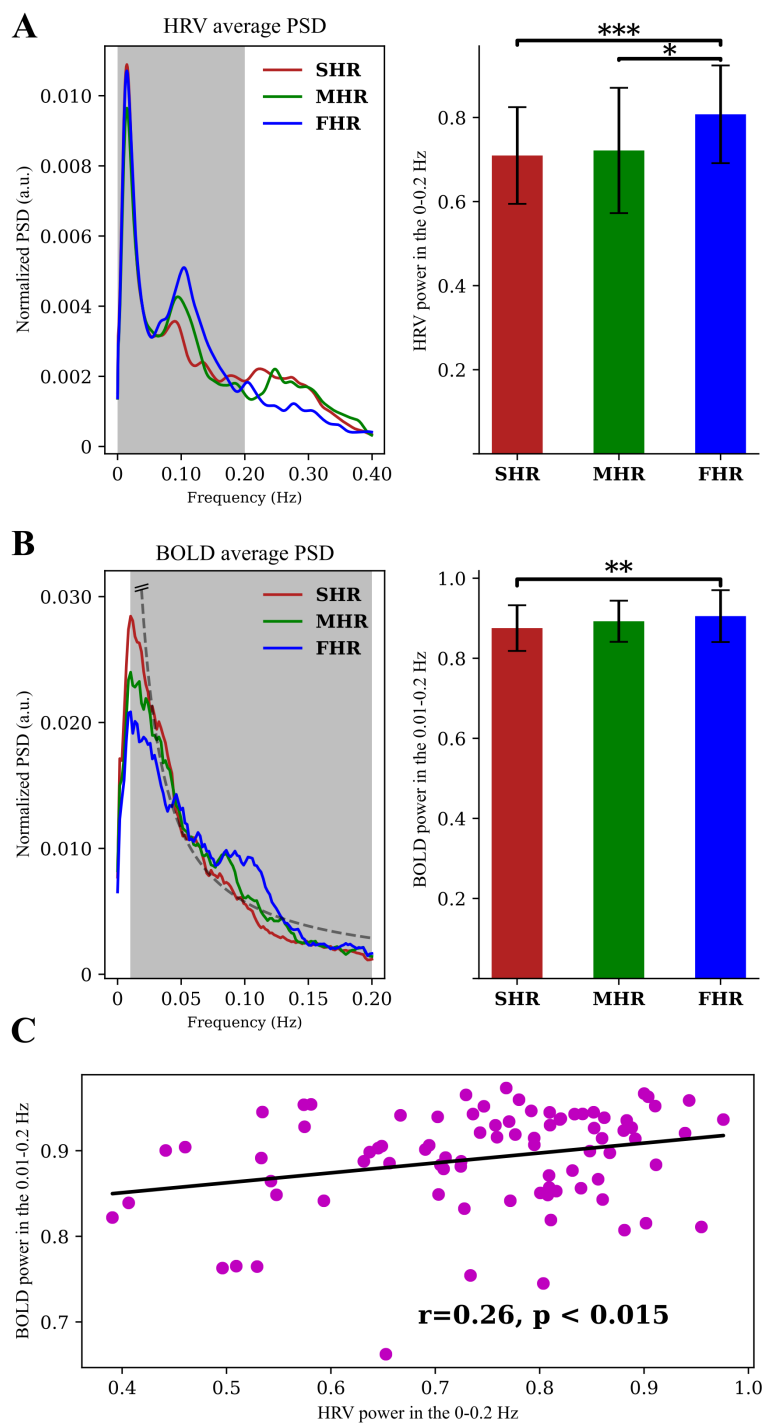 A
HRV average PSD
Normalized PSD (a.u.)
0.010
0.008
0.006
0.004
0.002
0
SHR
MHR
FHR
0
0.10
0.20
0.30
0.40
Frequency (Hz)
HRV power in the 0-0.2 Hz
0.8
0.6
0.4
0.2
***
*
SHR
MHR
FHR
B
BOLD average PSD
Normalized PSD (a.u.)
0.030
0.020
0.010
0
SHR
MHR
FHR
0
0.05
0.10
0.15
0.20
Frequency (Hz)
BOLD power in the 0.01-0.2 Hz
1.0
0.8
0.6
0.4
0.2
**
SHR
MHR
FHR
C
BOLD power in the 0.01-0.2 Hz
0.9
0.8
0.7
r=0.26, p < 0.015
0.4
0.5
0.6
0.7
0.8
0.9
1.0
HRV power in the 0-0.2 Hz